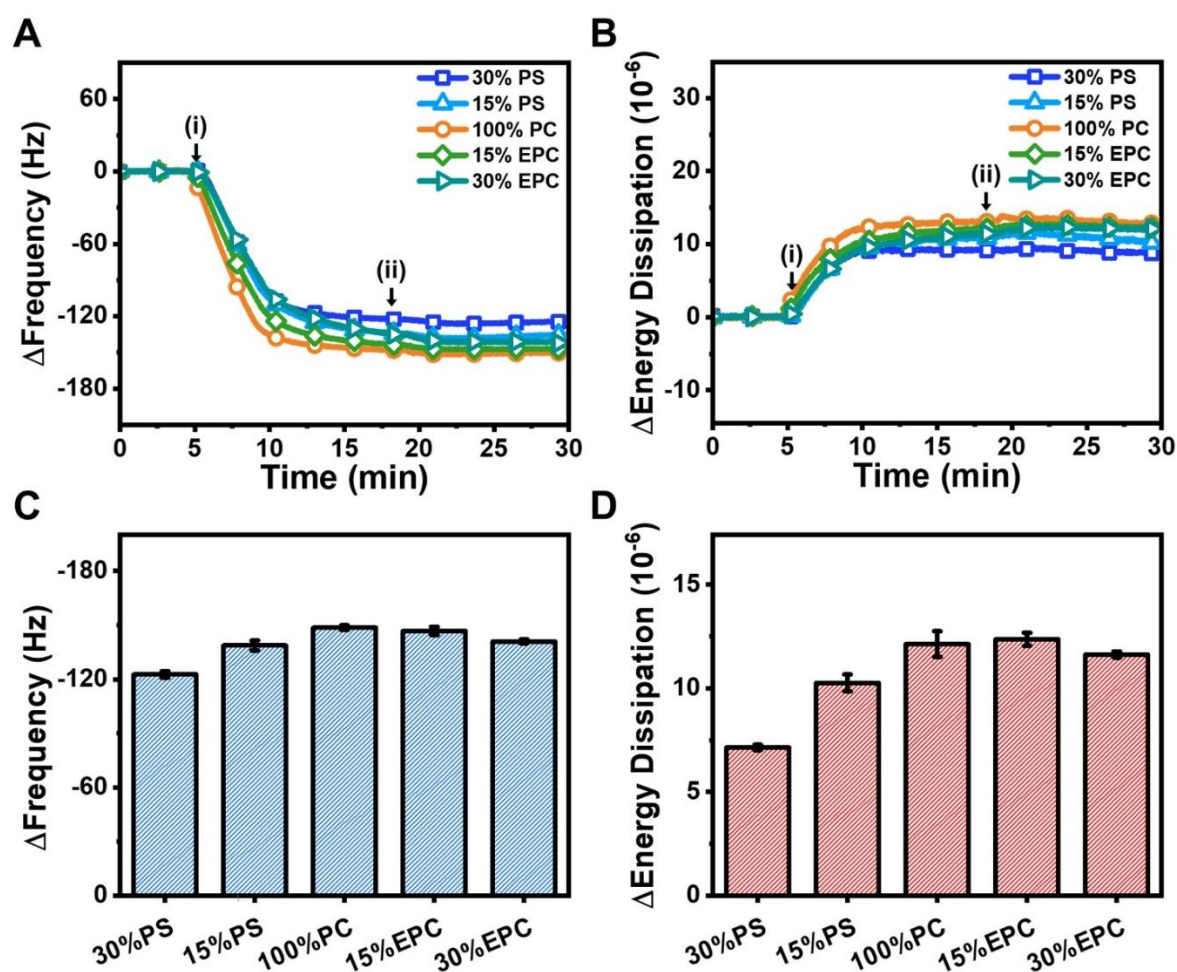 A
ΔFrequency (Hz)
60
0
-60
-120
-180
(i)
(ii)
30% PS
15% PS
100% PC
15% EPC
30% EPC
0 5 10 15 20 25 30
Time (min)
B
ΔEnergy Dissipation (10⁻⁶)
30
20
10
0
-10
(i)
(ii)
30% PS
15% PS
100% PC
15% EPC
30% EPC
0 5 10 15 20 25 30
Time (min)
C
ΔFrequency (Hz)
-180
-120
-60
0
30%PS 15%PS 100%PC 15%EPC 30%EPC
D
ΔEnergy Dissipation (10⁻⁶)
15
10
5
0
30%PS 15%PS 100%PC 15%EPC 30%EPC